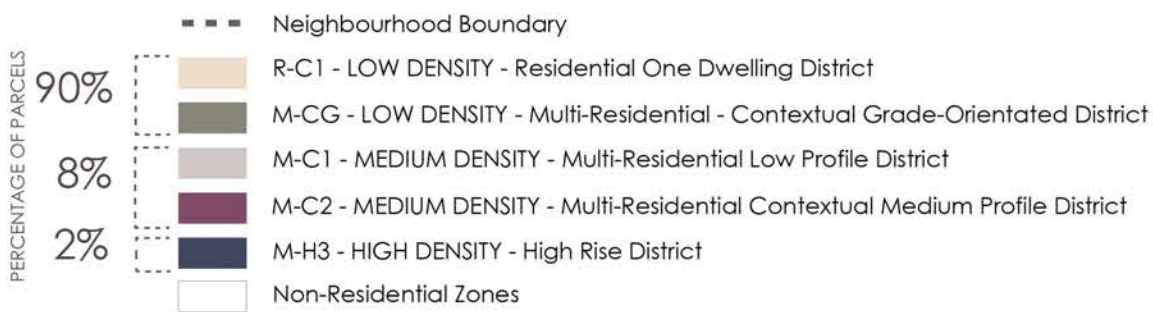 Neighbourhood Boundary
PERCENTAGE OF PARCELS
90%
R-C1 - LOW DENSITY - Residential One Dwelling District
M-CG - LOW DENSITY - Multi-Residential - Contextual Grade-Orientated District
8%
M-C1 - MEDIUM DENSITY - Multi-Residential Low Profile District
M-C2 - MEDIUM DENSITY - Multi-Residential Contextual Medium Profile District
2%
M-H3 - HIGH DENSITY - High Rise District
Non-Residential Zones